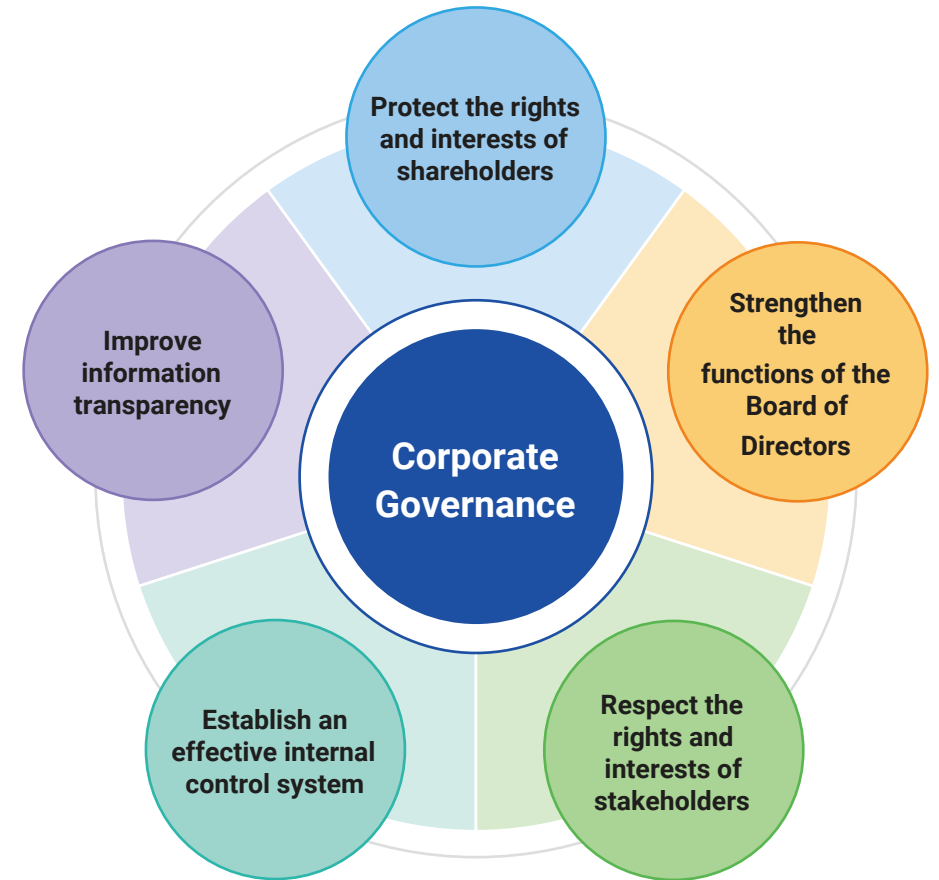 Protect the rights
and interests of
shareholders
Strengthen
the
functions of the
Board of
Directors
Improve
information
transparency
Corporate
Governance
Establish an
effective internal
control system
Respect the
rights and
interests of
stakeholders